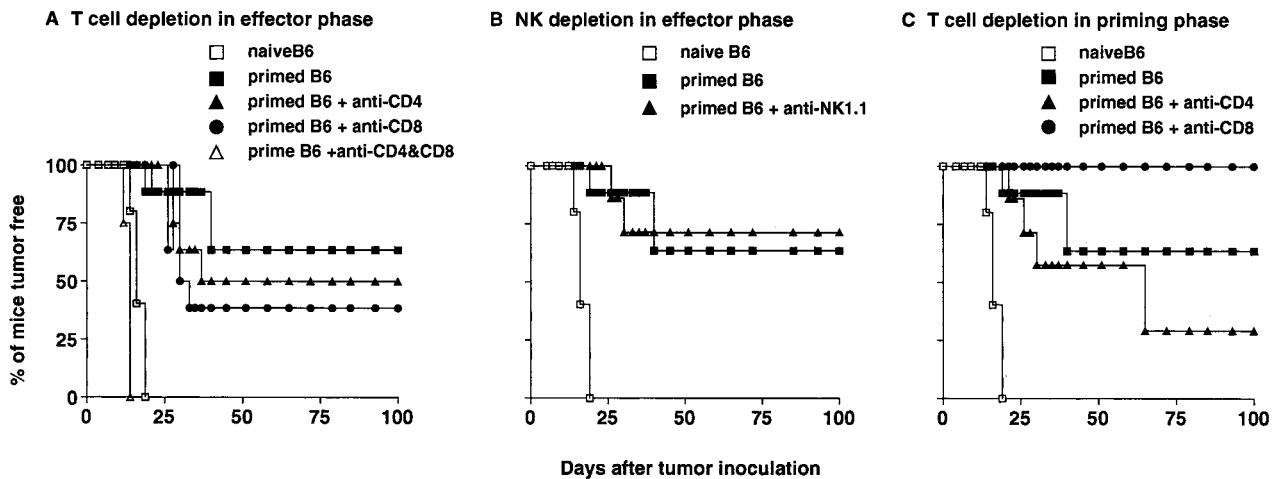 A T cell depletion in effector phase
naiveB6
primed B6
primed B6 + anti-CD4
primed B6 + anti-CD8
prime B6 +anti-CD4&CD8
B NK depletion in effector phase
naive B6
primed B6
primed B6 + anti-NK1.1
C T cell depletion in priming phase
naiveB6
primed B6
primed B6 + anti-CD4
primed B6 + anti-CD8
% of mice tumor free
100
75
50
25
0
0 25 50 75 100
0 25 50 75 100
0 25 50 75 100
Days after tumor inoculation